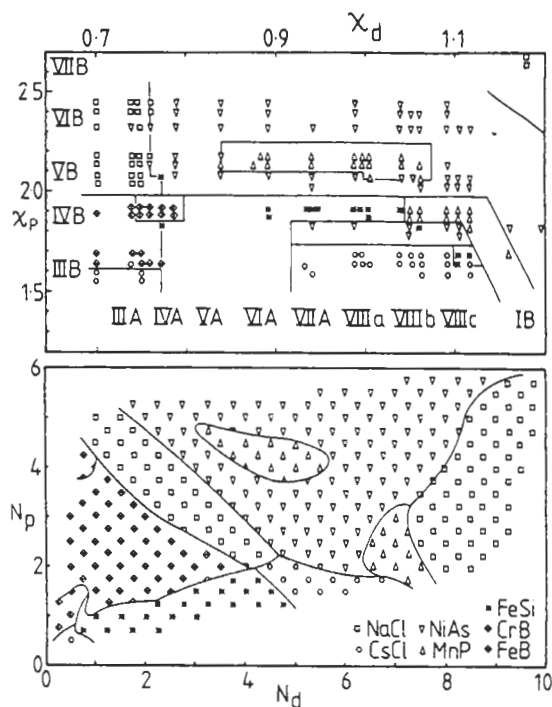 0.7 0.9 χd 1.1
VIIB
2.5
VIB
VB
2.0
χp
IVB
IIIB
1.5
IIIA IVA VA VIA VIIA VIIIa VIIIb VIIIc IB
6
4
Np
2
0
FeSi
NaCl NiAs CrB
CsCl MnP FeB
0 2 4 Nd 6 8 10